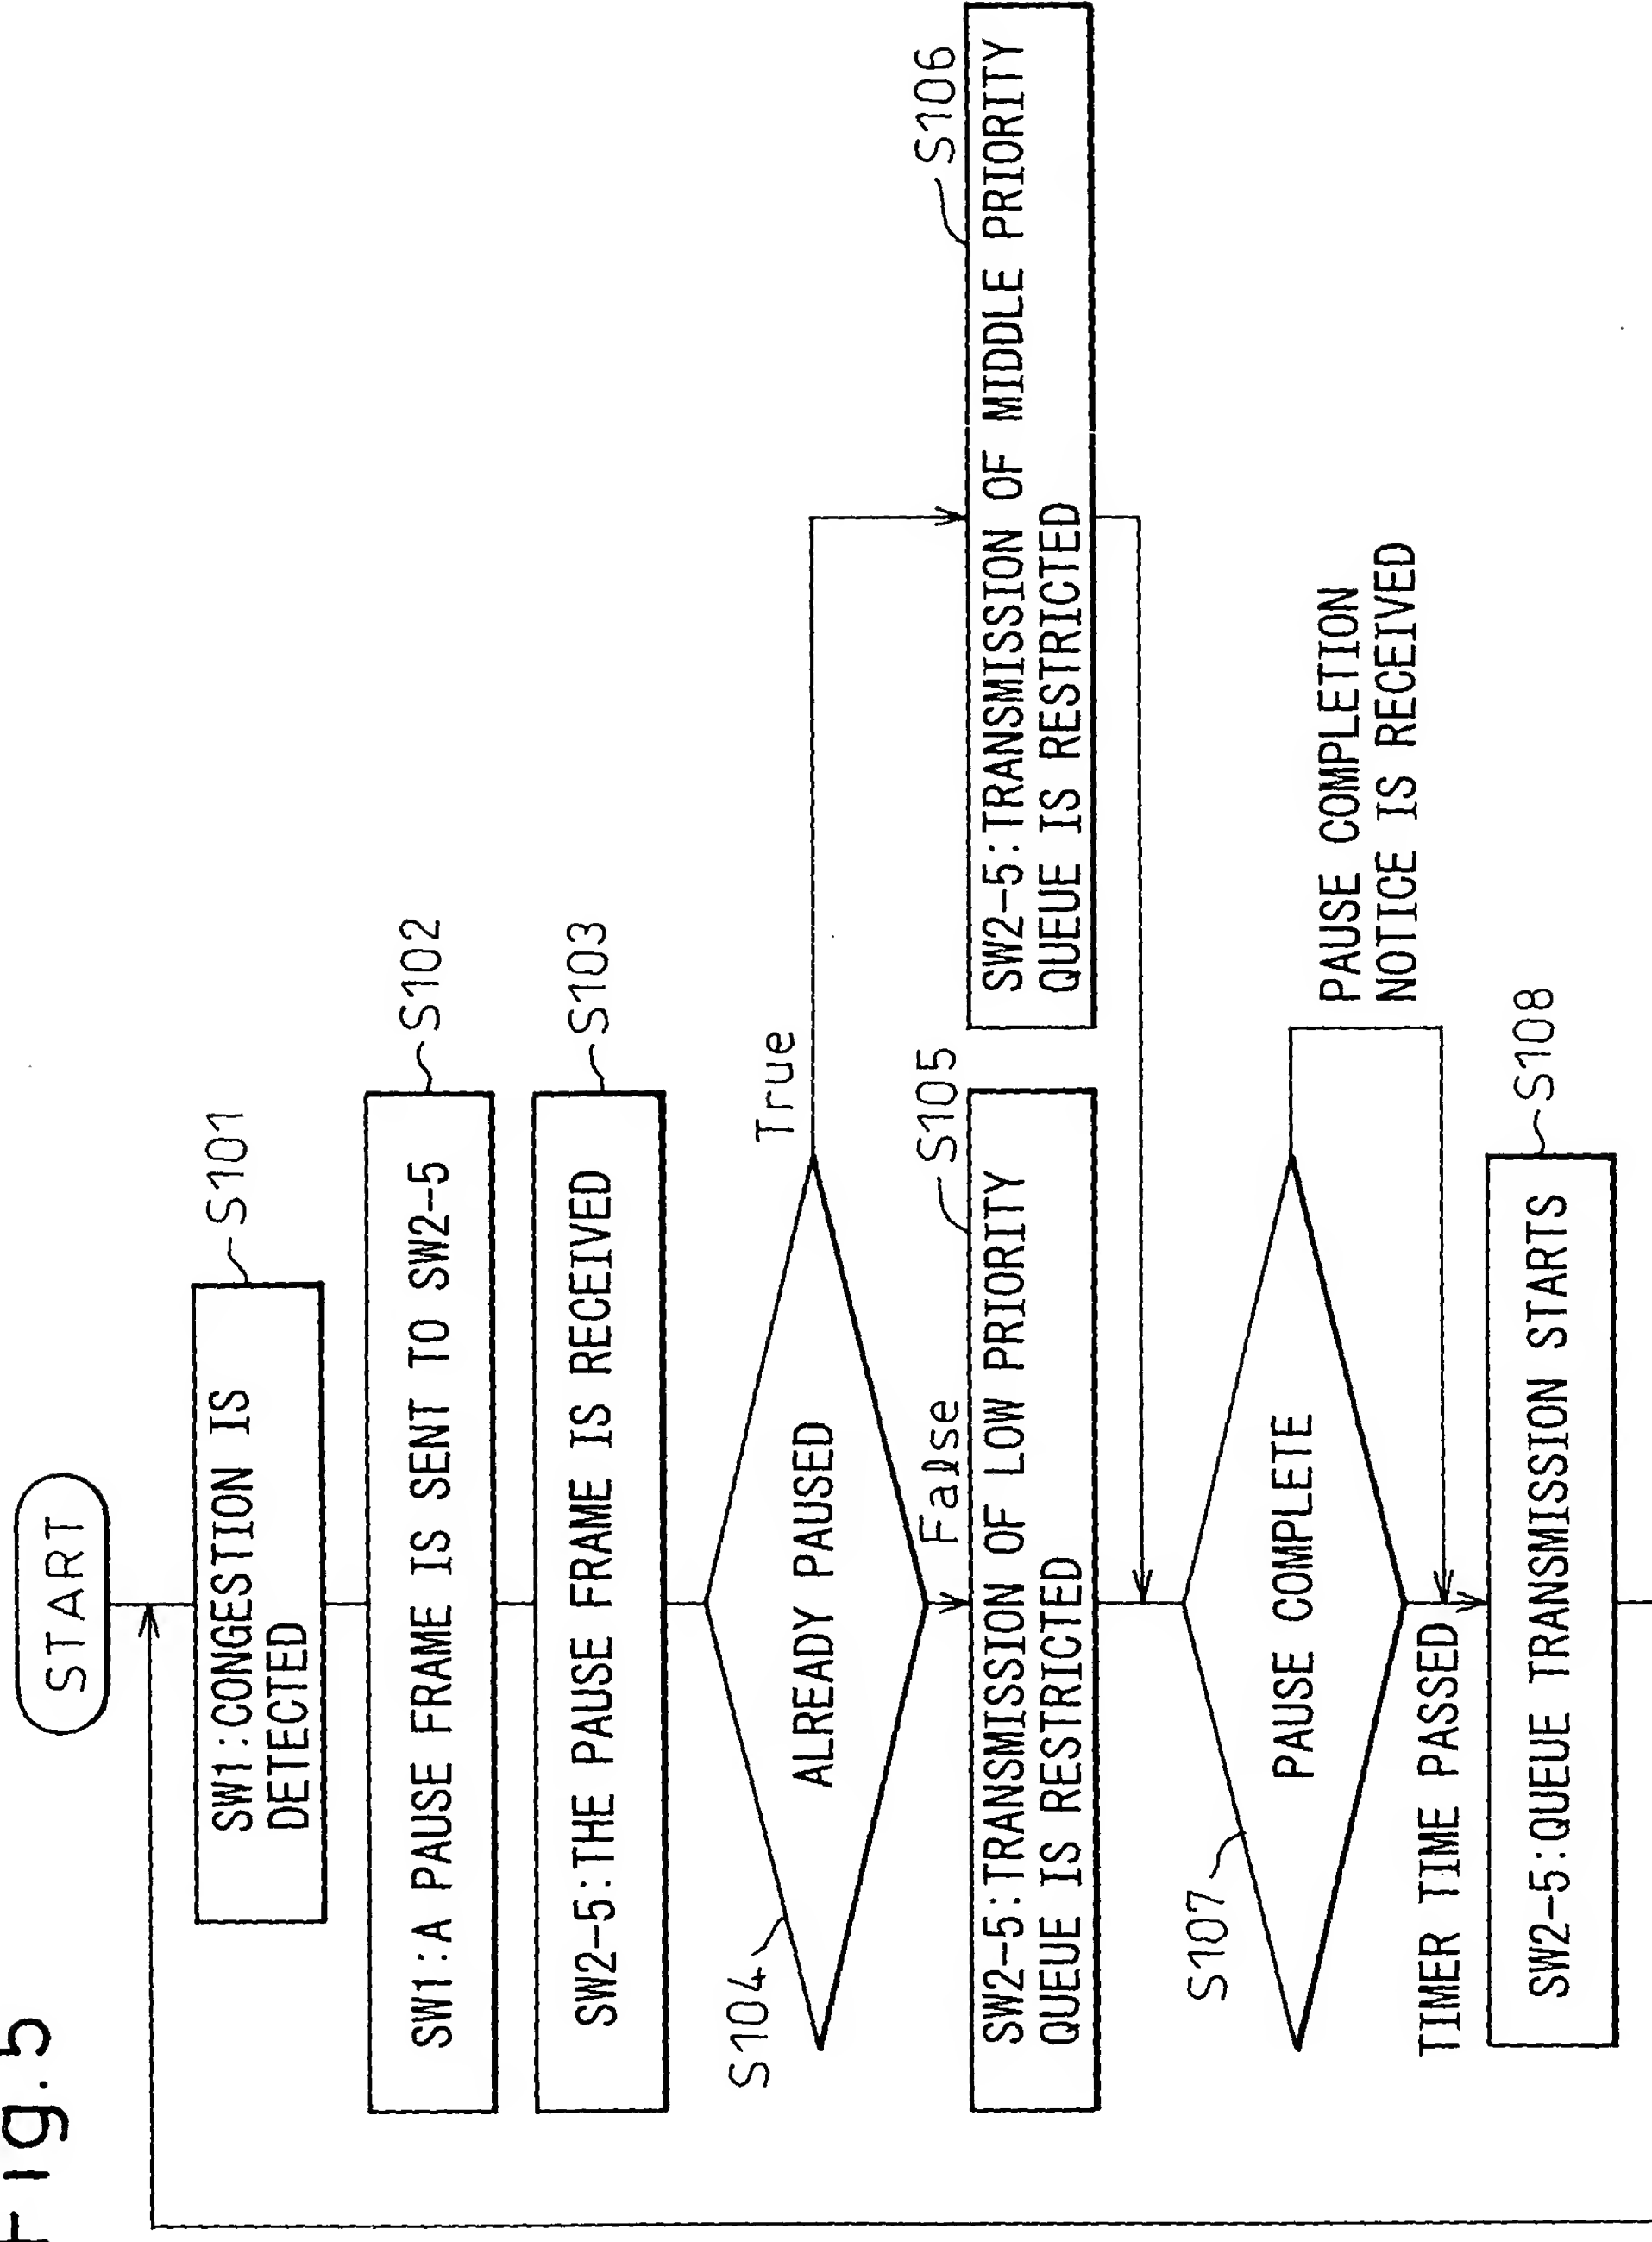 Fig.5
START
SW1:CONGESTION IS
DETECTED
S101
SW1:A PAUSE FRAME IS SENT TO SW2-5
S102
SW2-5:THE PAUSE FRAME IS RECEIVED
S103
S104
ALREADY PAUSED
True
False
SW2-5:TRANSMISSION OF LOW PRIORITY
QUEUE IS RESTRICTED
S105
SW2-5:TRANSMISSION OF MIDDLE PRIORITY
QUEUE IS RESTRICTED
S106
S107
PAUSE COMPLETE
PAUSE COMPLETION
NOTICE IS RECEIVED
TIMER TIME PASSED
SW2-5:QUEUE TRANSMISSION STARTS
S108